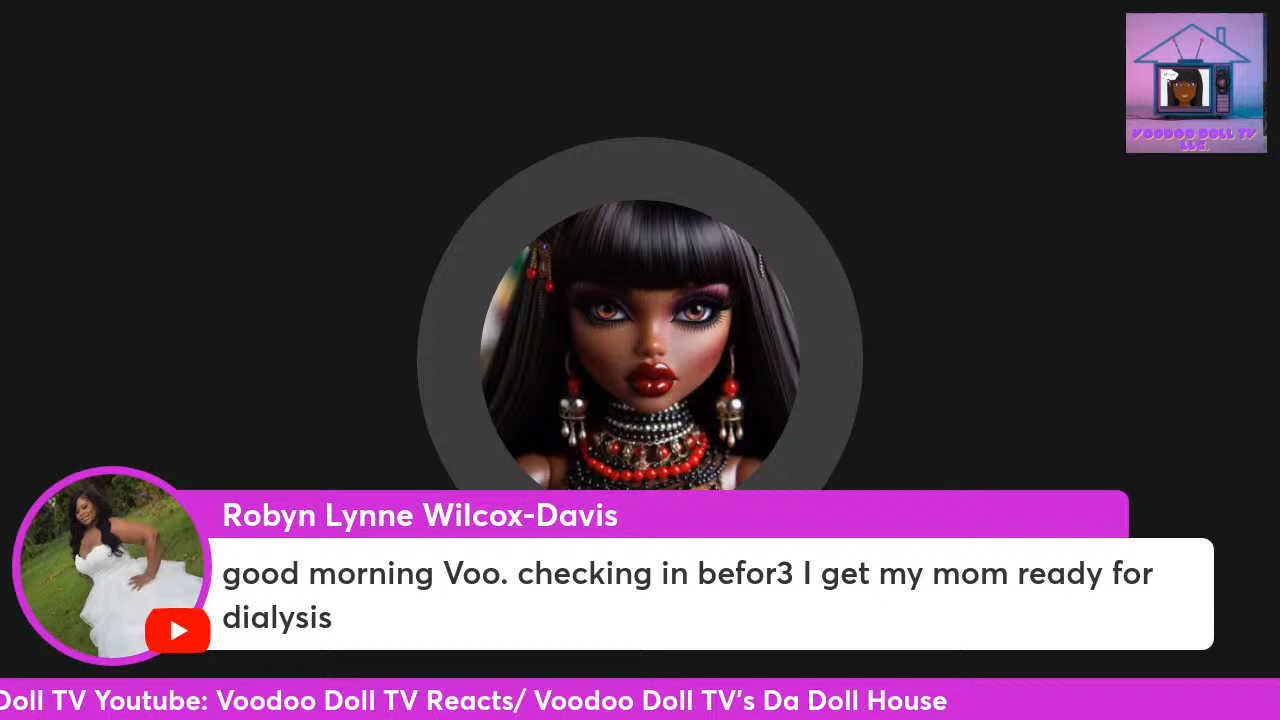 VOODOO DOLL TV
LLC.
Robyn Lynne Wilcox-Davis
good morning Voo. checking in befor3 I get my mom ready for
dialysis
Doll TV Youtube: Voodoo Doll TV Reacts/ Voodoo Doll TV's Da Doll House